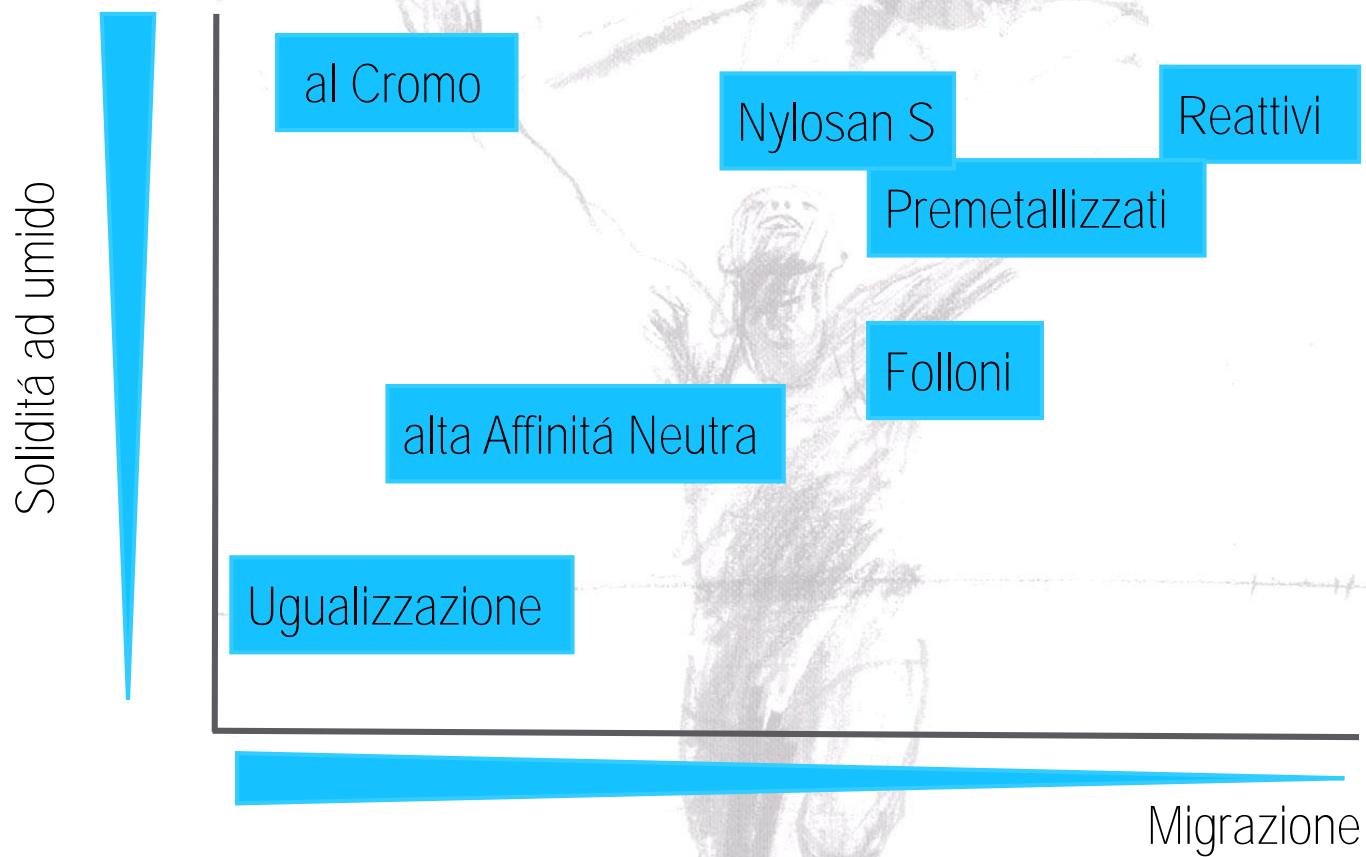 Soliditá ad umido
al Cromo
Nylosan S
Reattivi
Premetallizzati
Folloni
alta Affinitá Neutra
Ugualizzazione
Migrazione